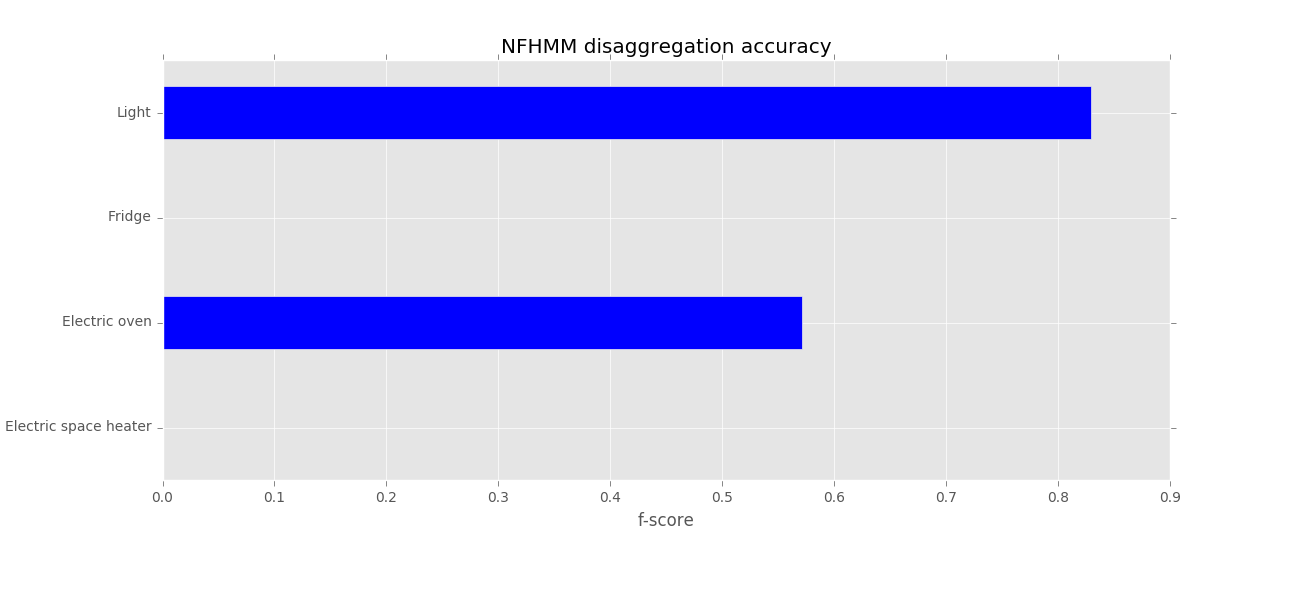 NFHMM disaggregation accuracy
Light
Fridge
Electric oven
Electric space heater
0.0 0.1 0.2 0.3 0.4 0.5 0.6 0.7 0.8 0.9
f-score